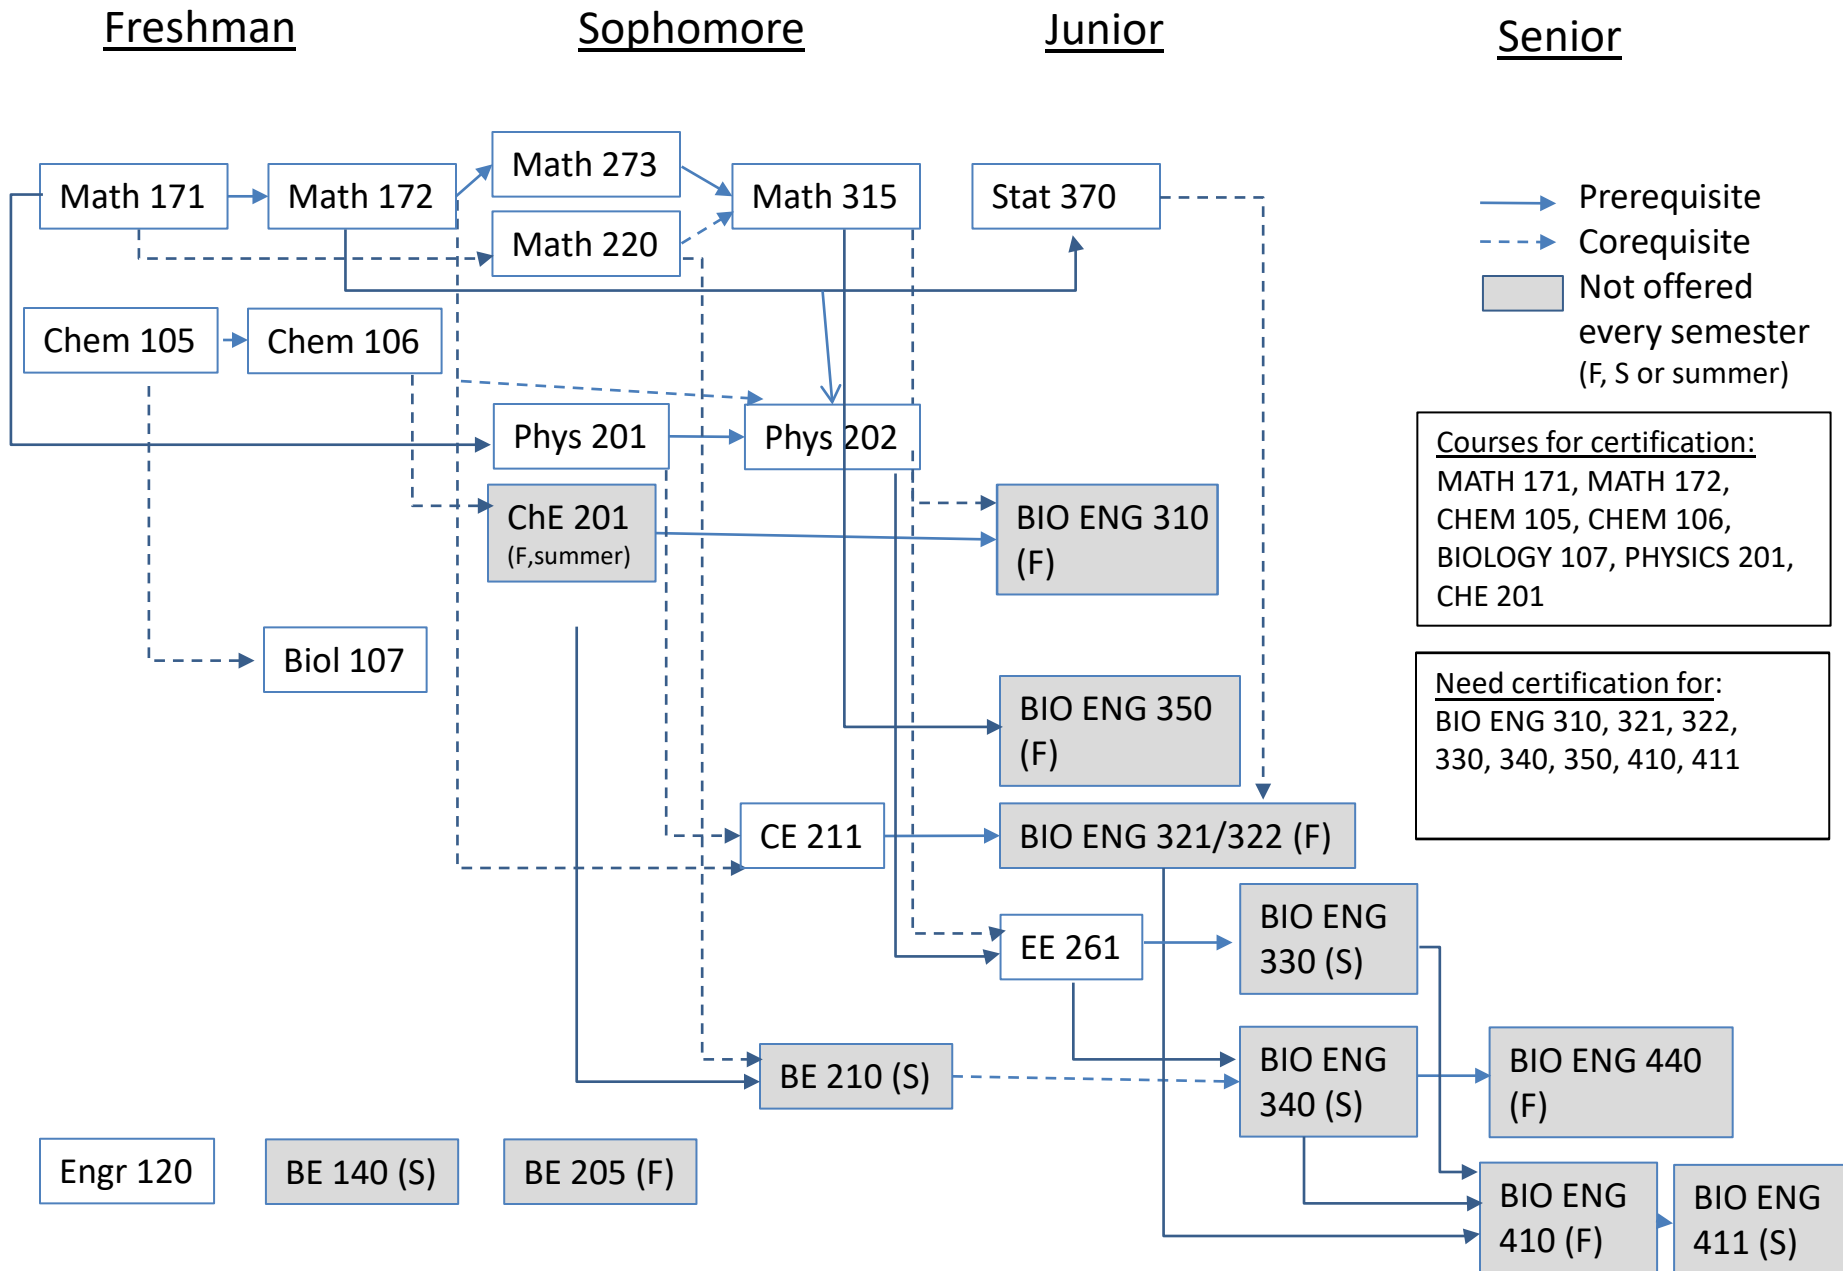 Freshman
Sophomore
Junior
Senior
Math 171
Math 172
Math 273
Math 220
Math 315
Stat 370
Prerequisite
Corequisite
Not offered
every semester
(F, S or summer)
Chem 105
Chem 106
Phys 201
Phys 202
Courses for certification:
MATH 171, MATH 172,
CHEM 105, CHEM 106,
BIOLOGY 107, PHYSICS 201,
CHE 201
ChE 201
(F,summer)
BIO ENG 310
(F)
Biol 107
BIO ENG 350
(F)
Need certification for:
BIO ENG 310, 321, 322,
330, 340, 350, 410, 411
CE 211
BIO ENG 321/322 (F)
EE 261
BIO ENG
330 (S)
BE 210 (S)
BIO ENG
340 (S)
BIO ENG 440
(F)
Engr 120
BE 140 (S)
BE 205 (F)
BIO ENG
410 (F)
BIO ENG
411 (S)